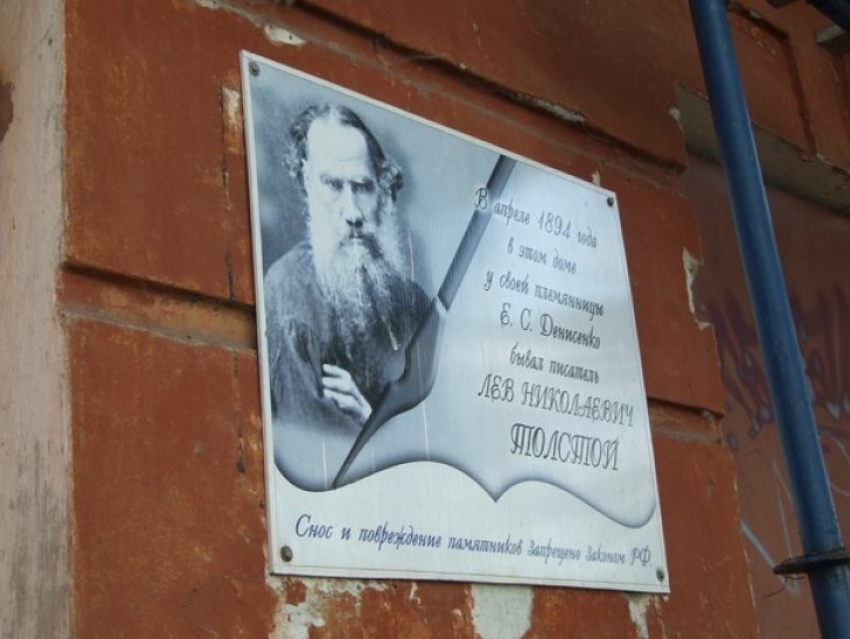 В апреле 1894 года
в этом доме
у своей племянницы
Е. С. Денисенко
бывал писатель
ЛЕВ НИКОЛАЕВИЧ
ТОЛСТОЙ
Снос и повреждение памятников Запрещено Законом РФ